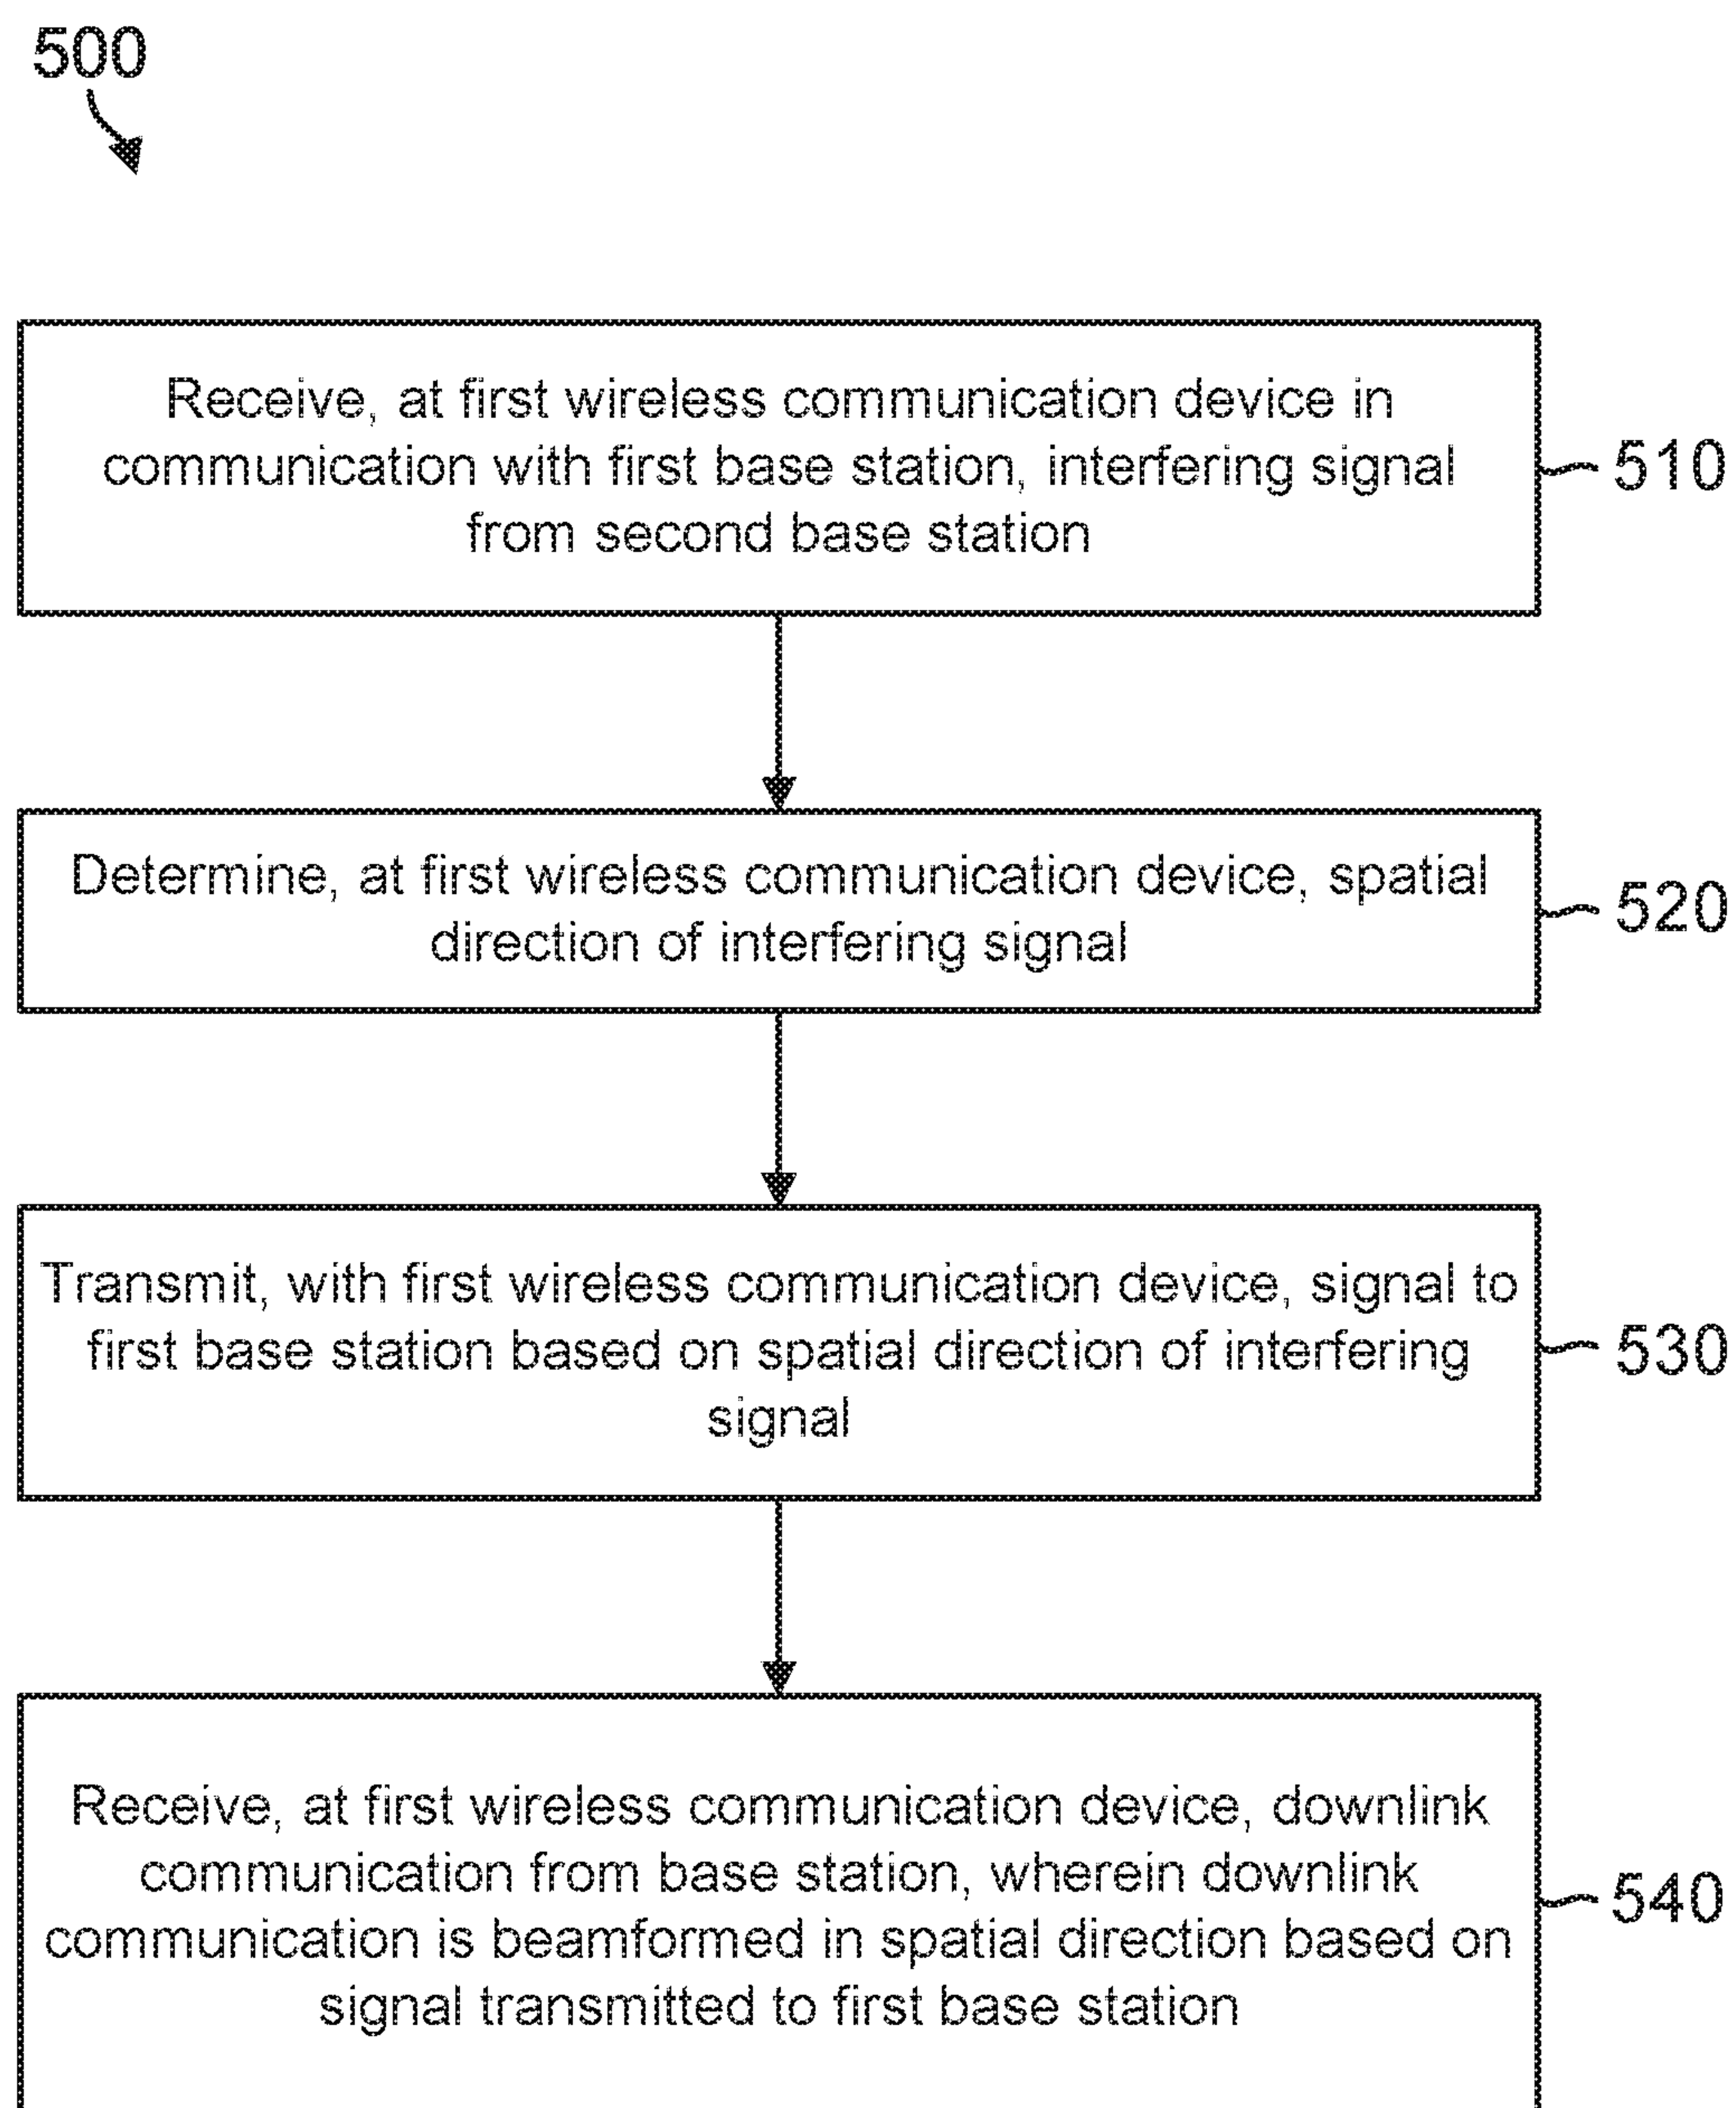 500
Receive, at first wireless communication device in
communication with first base station, interfering signal
from second base station
510
Determine, at first wireless communication device, spatial
direction of interfering signal
520
Transmit, with first wireless communication device, signal to
first base station based on spatial direction of interfering
signal
530
Receive, at first wireless communication device, downlink
communication from base station, wherein downlink
communication is beamformed in spatial direction based on
signal transmitted to first base station
540